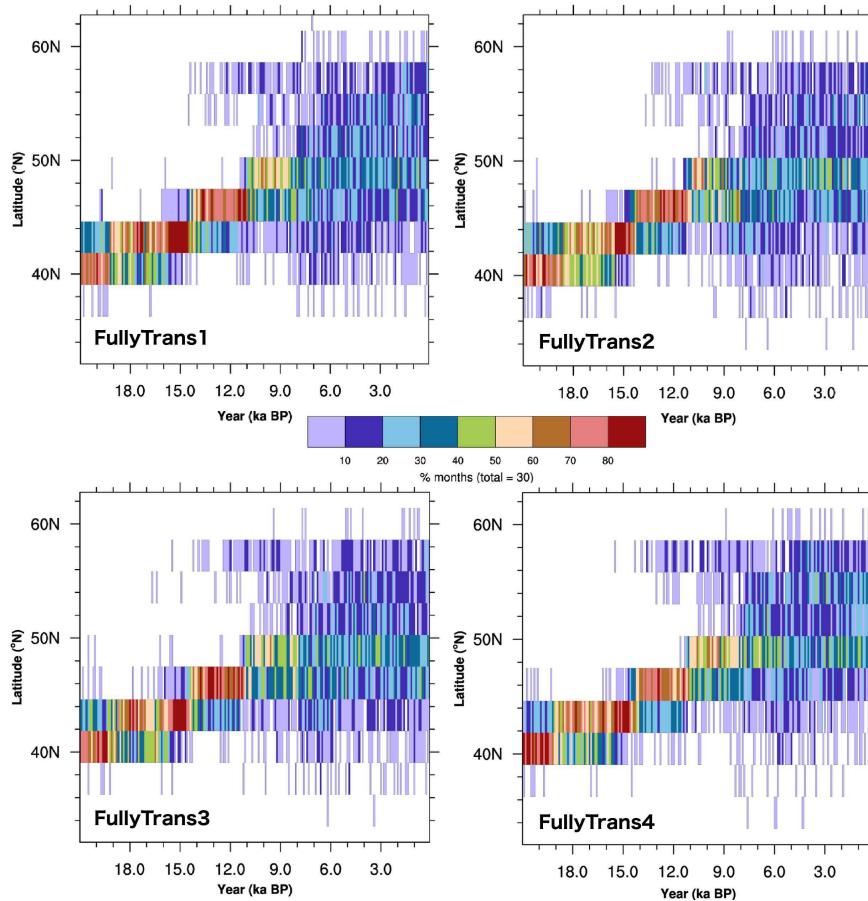 60N
50N
40N
Latitude (°N)
FullyTrans1
18.0 15.0 12.0 9.0 6.0 3.0
Year (ka BP)
60N
50N
40N
Latitude (°N)
FullyTrans2
18.0 15.0 12.0 9.0 6.0 3.0
Year (ka BP)
10 20 30 40 50 60 70 80
% months (total = 30)
60N
50N
40N
Latitude (°N)
FullyTrans3
18.0 15.0 12.0 9.0 6.0 3.0
Year (ka BP)
60N
50N
40N
Latitude (°N)
FullyTrans4
18.0 15.0 12.0 9.0 6.0 3.0
Year (ka BP)